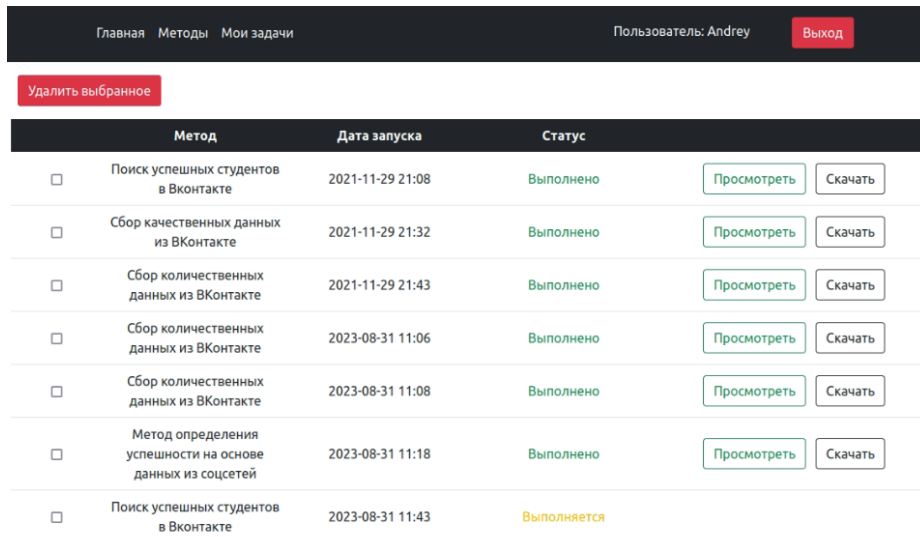 Главная Методы Мои задачи Пользователь: Andrey Выход
Удалить выбранное
Метод Дата запуска Статус
Поиск успешных студентов
в Вконтакте
2021-11-29 21:08 Выполнено Просмотреть Скачать
Сбор качественных данных
из ВКонтакте
2021-11-29 21:32 Выполнено Просмотреть Скачать
Сбор количественных
данных из ВКонтакте
2021-11-29 21:43 Выполнено Просмотреть Скачать
Сбор количественных
данных из ВКонтакте
2023-08-31 11:06 Выполнено Просмотреть Скачать
Сбор количественных
данных из ВКонтакте
2023-08-31 11:08 Выполнено Просмотреть Скачать
Метод определения
успешности на основе
данных из соцсетей
2023-08-31 11:18 Выполнено Просмотреть Скачать
Поиск успешных студентов
в Вконтакте
2023-08-31 11:43 Выполняется